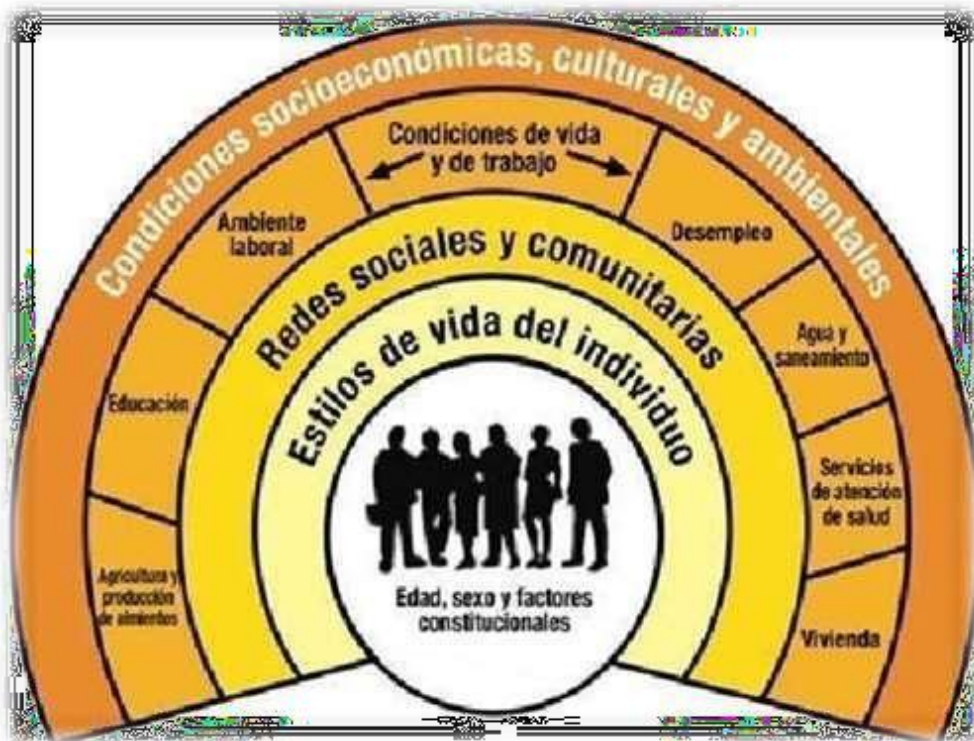 Condiciones socioeconómicas, culturales y ambientales
Condiciones de vida
y de trabajo
Ambiente
laboral
Desempleo
Redes sociales y comunitarias
Estilos de vida del individuo
Agua y
saneamiento
Educación
Servicios
de atención
de salud
Agricultura y
producción
de alimentos
Vivienda
Edad, sexo y factores
constitucionales